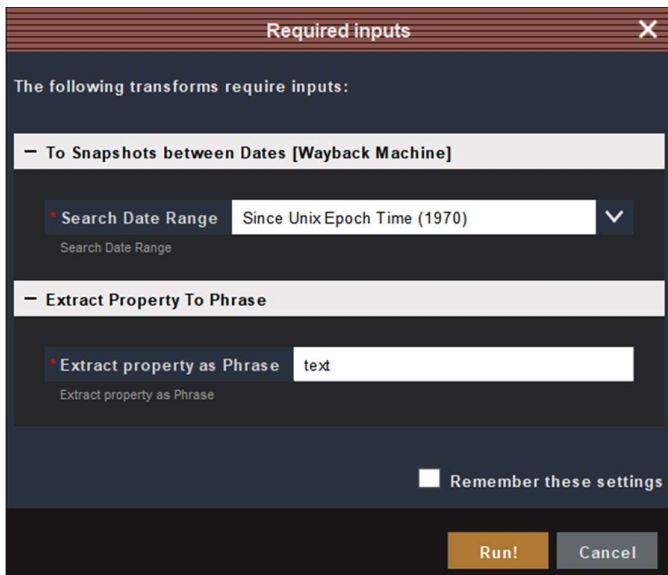 Required inputs
The following transforms require inputs:
To Snapshots between Dates [Wayback Machine]
* Search Date Range Since Unix Epoch Time (1970)
Search Date Range
Extract Property To Phrase
* Extract property as Phrase text
Extract property as Phrase
Remember these settings
Run! Cancel